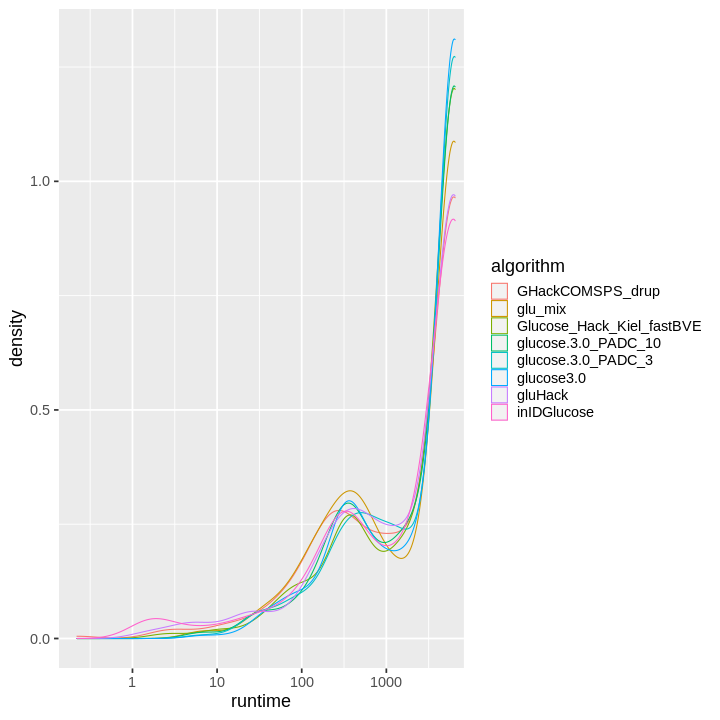 density
1.0
0.5
0.0
1
10
100
1000
runtime
algorithm
GHackCOMSPS_drup
glu_mix
Glucose_Hack_Kiel_fastBVE
glucose.3.0_PADC_10
glucose.3.0_PADC_3
glucose3.0
gluHack
inIDGlucose